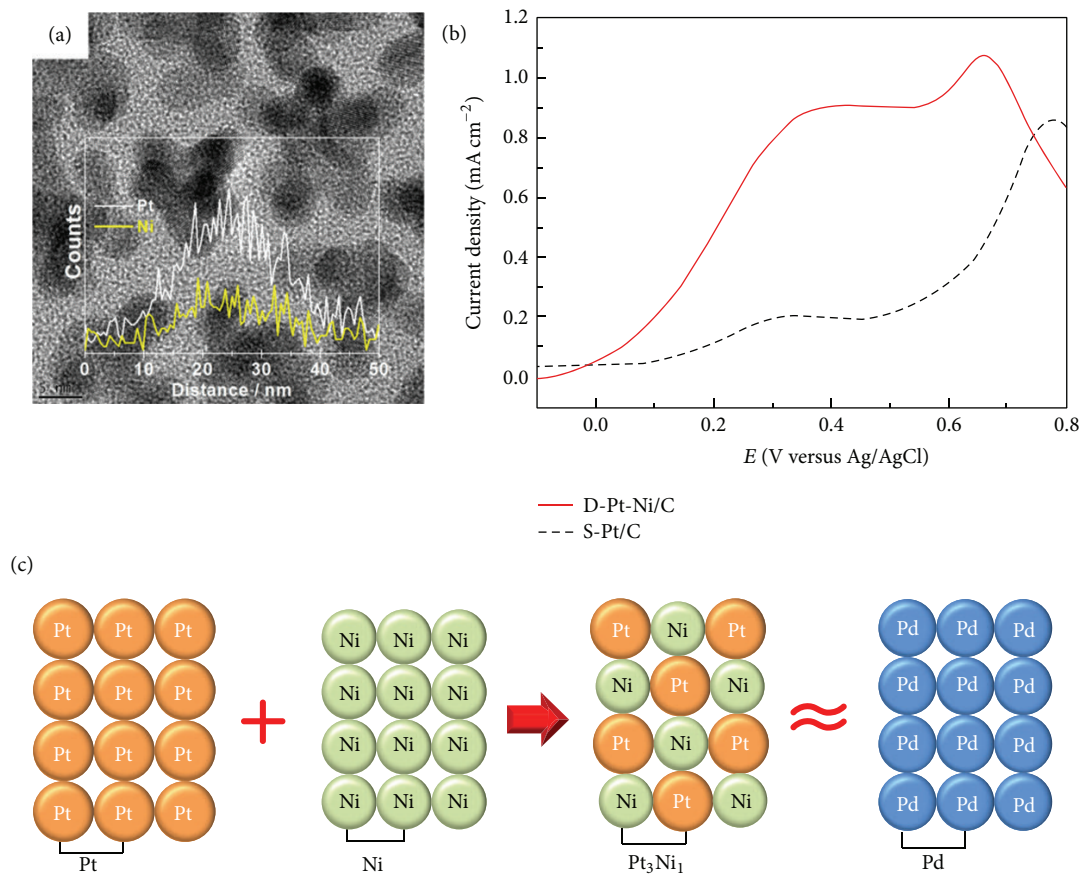 (a)
Pt
Ni
Counts
0 10 20 30 40 50
Distance / nm
5 nm
(b)
1.2
1.0
0.8
0.6
0.4
0.2
0.0
Current density (mA cm−2)
0.0 0.2 0.4 0.6 0.8
E (V versus Ag/AgCl)
D-Pt-Ni/C
S-Pt/C
(c)
Pt Pt Pt Ni Ni Ni Pt Ni Pt Pd Pd Pd
Pt Pt Pt Ni Ni Ni Ni Pt Ni Pd Pd Pd
+ ≈
Pt Pt Pt Ni Ni Ni Pt Ni Pt Pd Pd Pd
Pt Pt Pt Ni Ni Ni Ni Pt Ni Pd Pd Pd
Pt Ni Pt3Ni1 Pd